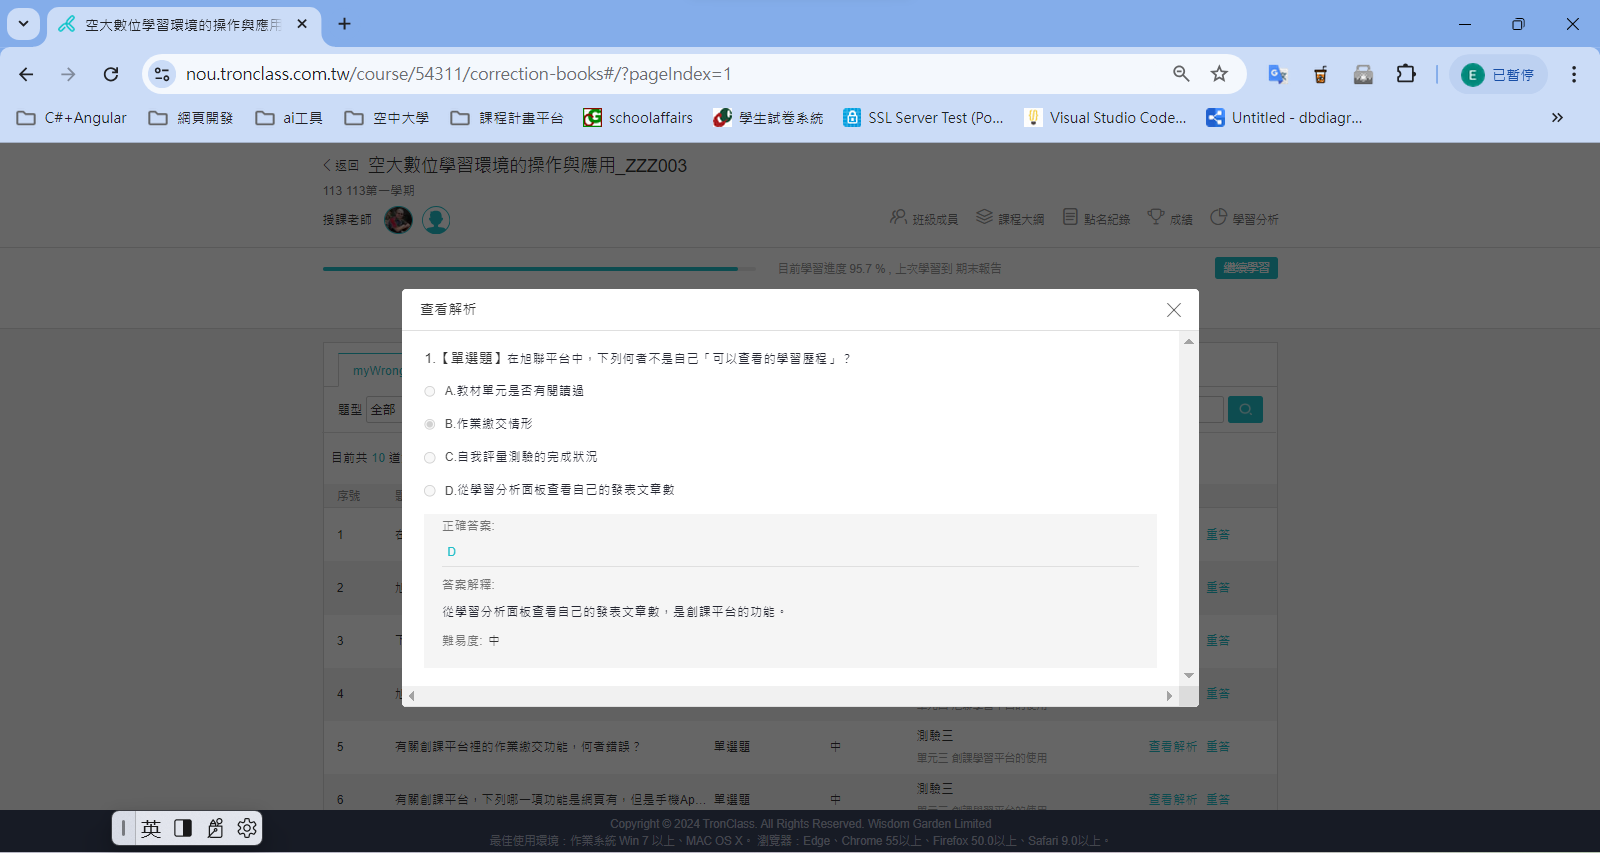 空大數位學習環境的操作與應用
nou.tronclass.com.tw/course/54311/correction-books#/?pageIndex=1
E 已暫停
C#+Angular 網頁開發 ai工具 空中大學 課程計畫平台 schoolaffairs 學生試卷系統 SSL Server Test (Po... Visual Studio Code... Untitled - dbdiagr... »
返回 空大數位學習環境的操作與應用_ZZZ003
113 113第一學期
授課老師 班級成員 課程大綱 點名紀錄 成績 學習分析
目前學習進度 95.7 % , 上次學習到 期末報告 繼續學習
查看解析
1.【單選題】在旭聯平台中，下列何者不是自己「可以查看的學習歷程」？
myWrong
A.教材單元是否有閱讀過
題型 全部
B.作業繳交情形
目前共 10 道
C.自我評量測驗的完成狀況
序號
D.從學習分析面板查看自己的發表文章數
正確答案:
1 重答
D
答案解釋:
2 重答
從學習分析面板查看自己的發表文章數，是創課平台的功能。
3 重答
難易度: 中
4 重答
5 有關創課平台裡的作業繳交功能，何者錯誤？ 單選題 中 測驗三 查看解析 重答
單元三 創課學習平台的使用
6 有關創課平台，下列哪一項功能是網頁有，但是手機Ap... 單選題 中 測驗三 查看解析 重答
英
Copyright © 2024 TronClass. All Rights Reserved. Wisdom Garden Limited
最佳使用環境：作業系統 Win 7 以上、MAC OS X。 瀏覽器：Edge、Chrome 55以上、Firefox 50.0以上、Safari 9.0以上。